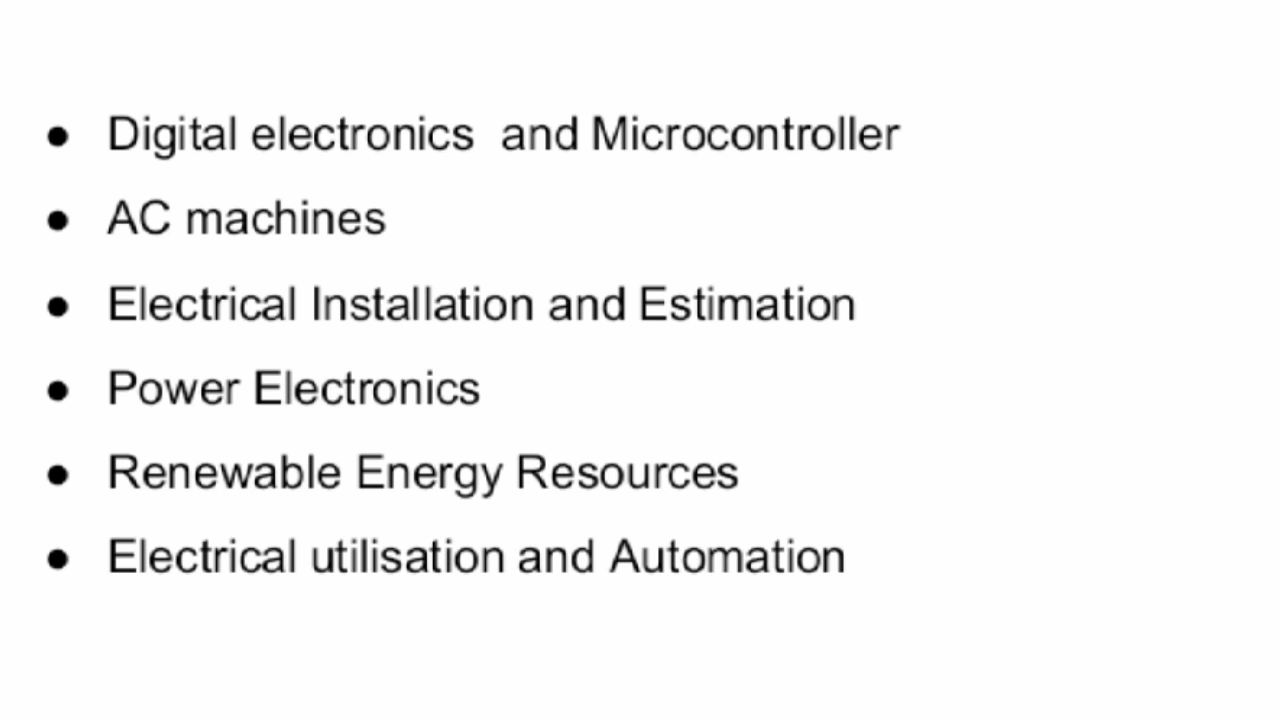 ● Digital electronics  and Microcontroller
● AC machines
● Electrical Installation and Estimation
● Power Electronics
● Renewable Energy Resources
● Electrical utilisation and Automation